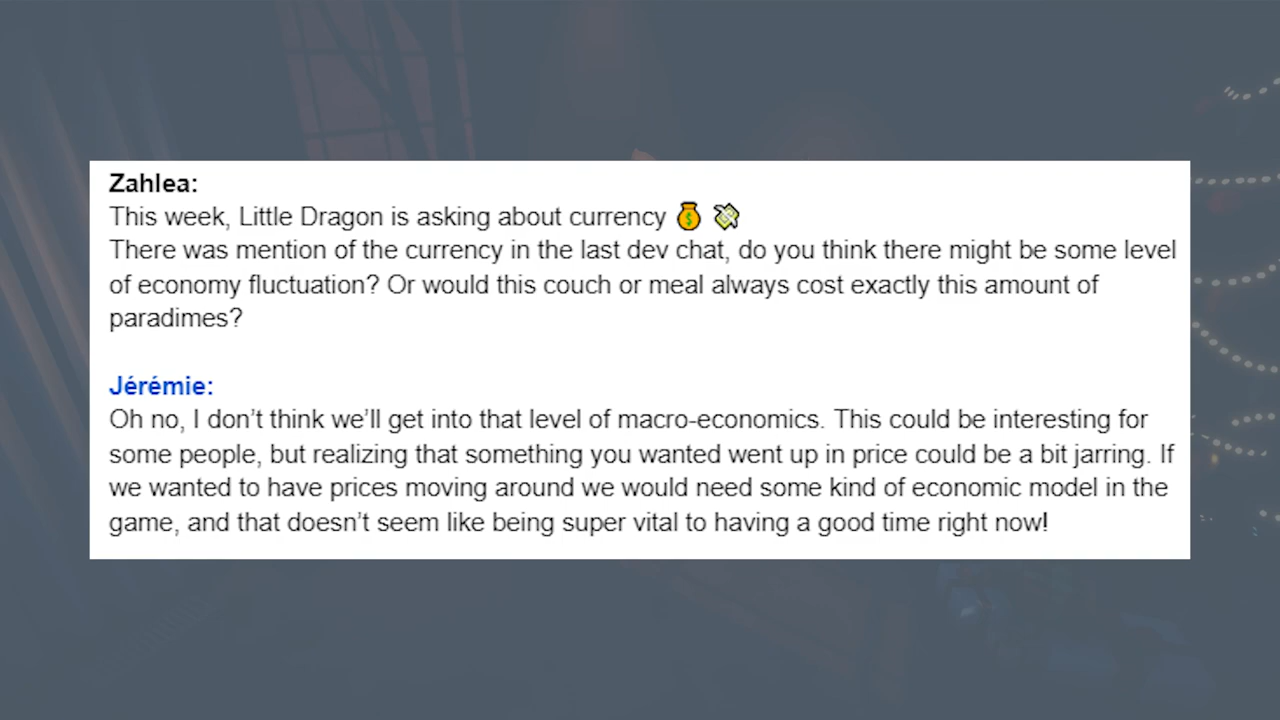 Zahlea:
This week, Little Dragon is asking about currency 💰 💸
There was mention of the currency in the last dev chat, do you think there might be some level
of economy fluctuation? Or would this couch or meal always cost exactly this amount of
paradimes?
Jérémie:
Oh no, I don’t think we’ll get into that level of macro-economics. This could be interesting for
some people, but realizing that something you wanted went up in price could be a bit jarring. If
we wanted to have prices moving around we would need some kind of economic model in the
game, and that doesn’t seem like being super vital to having a good time right now!